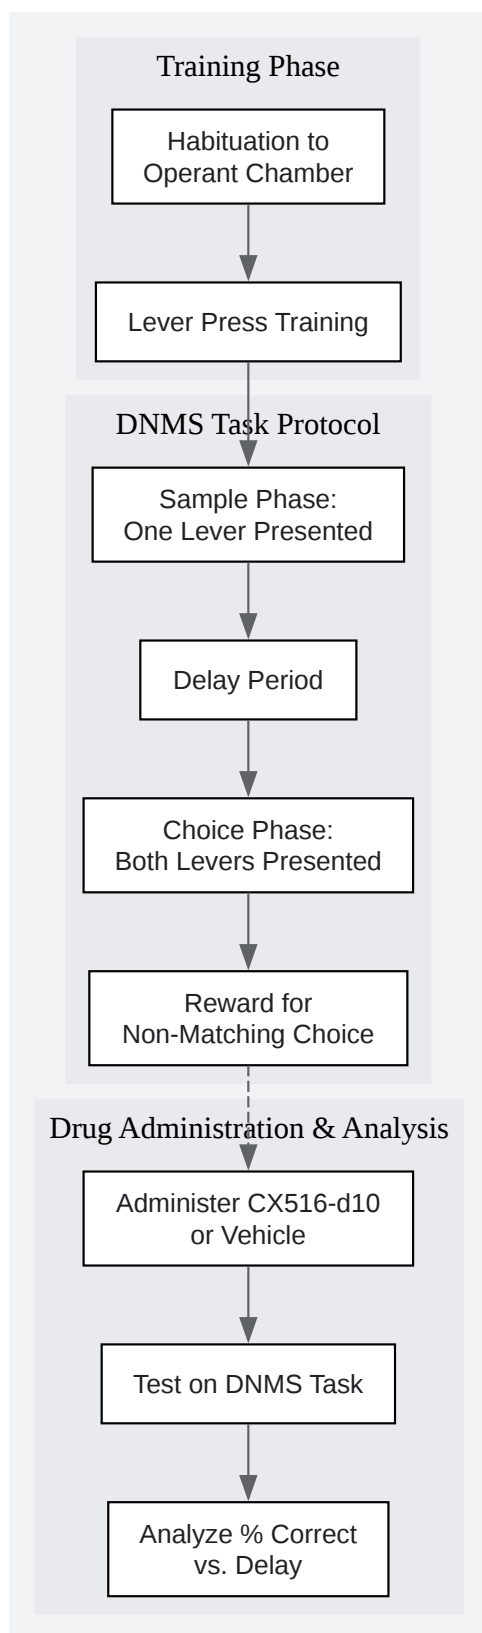 Training Phase
Habituation to
Operant Chamber
Lever Press Training
DNMS Task Protocol
Sample Phase:
One Lever Presented
Delay Period
Choice Phase:
Both Levers Presented
Reward for
Non-Matching Choice
Drug Administration & Analysis
Administer CX516-d10
or Vehicle
Test on DNMS Task
Analyze % Correct
vs. Delay